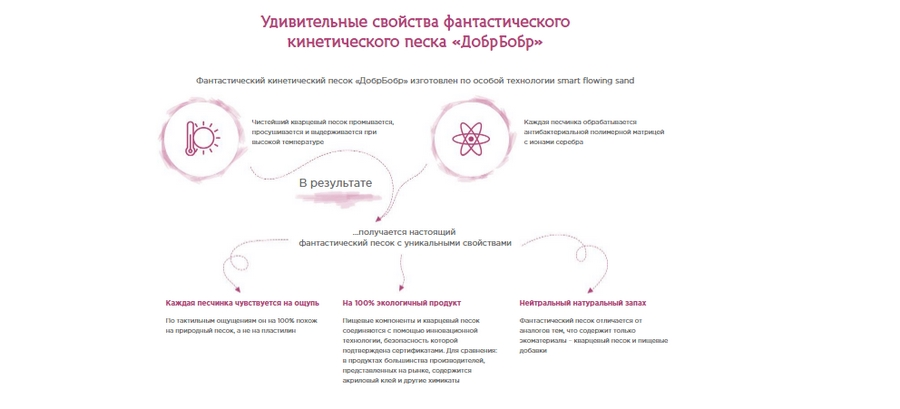 Удивительные свойства фантастического
кинетического песка «ДобрБобр»
Фантастический кинетический песок «ДобрБобр» изготовлен по особой технологии smart flowing sand
Чистейший кварцевый песок промывается,
просушивается и выдерживается при
высокой температуре
Каждая песчинка обрабатывается
антибактериальной полимерной матрицей
с ионами серебра
В результате
...получается настоящий
фантастический песок с уникальными свойствами
Каждая песчинка чувствуется на ощупь
По тактильным ощущениям он на 100% похож
на природный песок, а не на пластилин
На 100% экологичный продукт
Пищевые компоненты и кварцевый песок
соединяются с помощью инновационной
технологии, безопасность которой
подтверждена сертификатами. Для сравнения:
в продуктах большинства производителей,
представленных на рынке, содержится
акриловый клей и другие химикаты
Нейтральный натуральный запах
Фантастический песок отличается от
аналогов тем, что содержит только
экоматериалы - кварцевый песок и пищевые
добавки